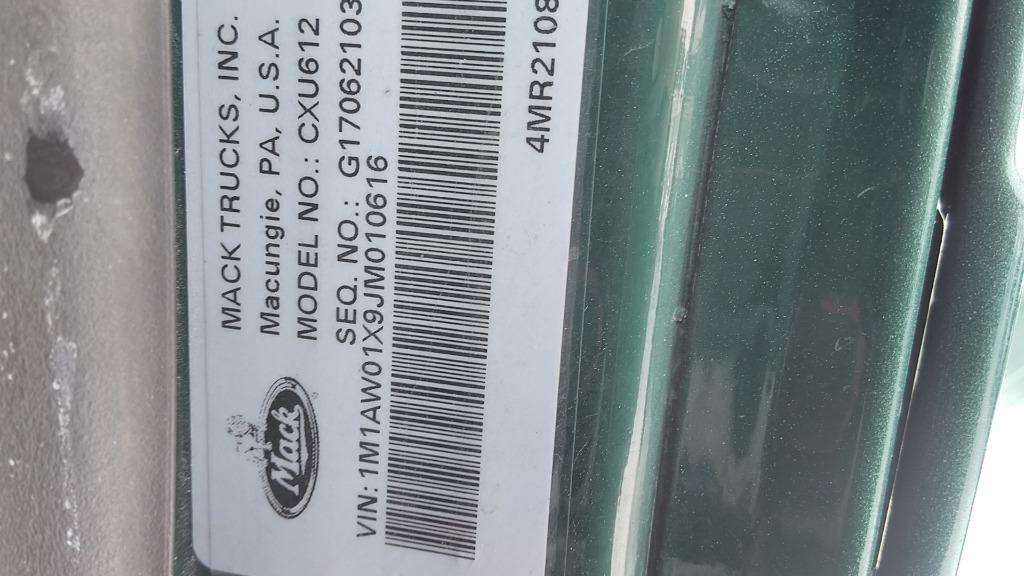 MACK TRUCKS, INC.
Macungie, PA, U.S.A.
MODEL NO.: CXU612
SEQ. NO.: G17062103
Mack
VIN: 1M1AW01X9JM010616
4MR2108